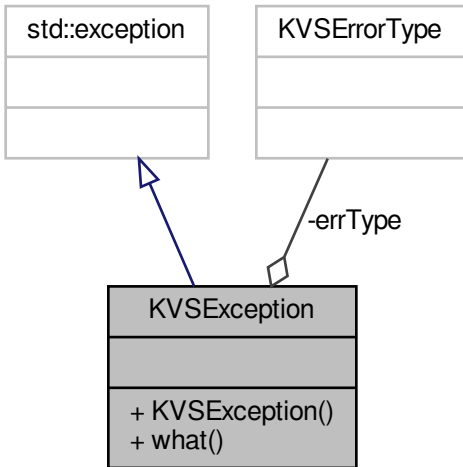 std::exception
KVSErrorType
-errType
KVSException
+ KVSException()
+ what()